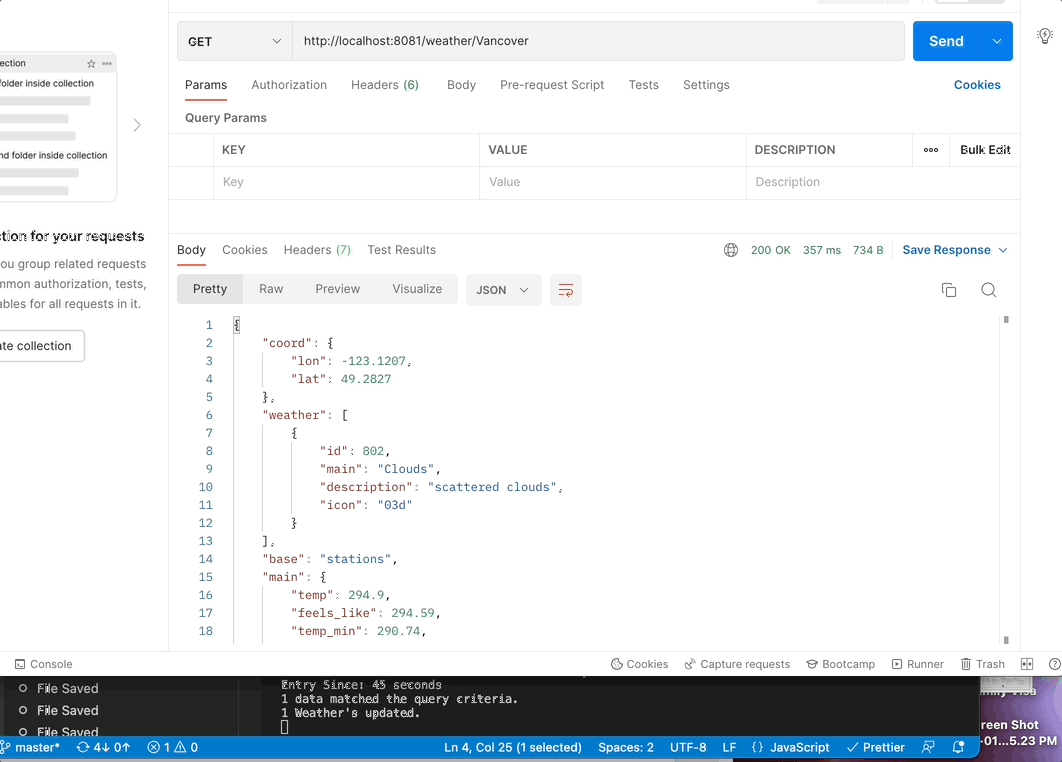 GET http://localhost:8081/weather/Vancover Send
Params Authorization Headers (6) Body Pre-request Script Tests Settings Cookies
Query Params
KEY VALUE DESCRIPTION ooo Bulk Edit
Key Value Description
ection
folder inside collection
nd folder inside collection
ction for your requests
ou group related requests
mmon authorization, tests,
ables for all requests in it.
ate collection
Body Cookies Headers (7) Test Results 200 OK 357 ms 734 B Save Response
Pretty Raw Preview Visualize JSON
1 {
2 "coord": {
3 "lon": -123.1207,
4 "lat": 49.2827
5 },
6 "weather": [
7 {
8 "id": 802,
9 "main": "Clouds",
10 "description": "scattered clouds",
11 "icon": "03d"
12 }
13 ],
14 "base": "stations",
15 "main": {
16 "temp": 294.9,
17 "feels_like": 294.59,
18 "temp_min": 290.74,
Console Cookies Capture requests Bootcamp Runner Trash
File Saved
File Saved
File Saved
Entry Since: 45 seconds
1 data matched the query criteria.
1 Weather's updated.
mily Visa
reen Shot
-01...5.23 PM
master* 4↓ 0↑ 1 0 Ln 4, Col 25 (1 selected) Spaces: 2 UTF-8 LF {} JavaScript Prettier